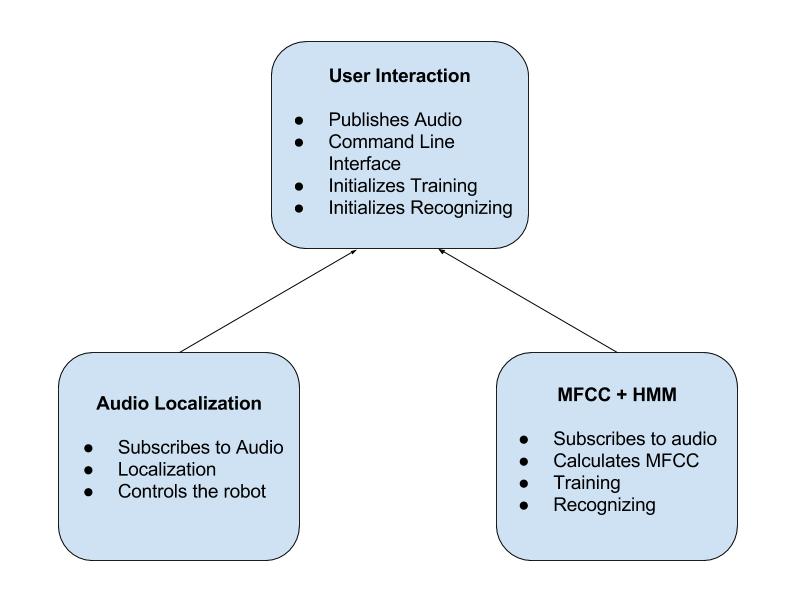 User Interaction
● Publishes Audio
● Command Line
Interface
● Initializes Training
● Initializes Recognizing
Audio Localization
● Subscribes to Audio
● Localization
● Controls the robot
MFCC + HMM
● Subscribes to audio
● Calculates MFCC
● Training
● Recognizing